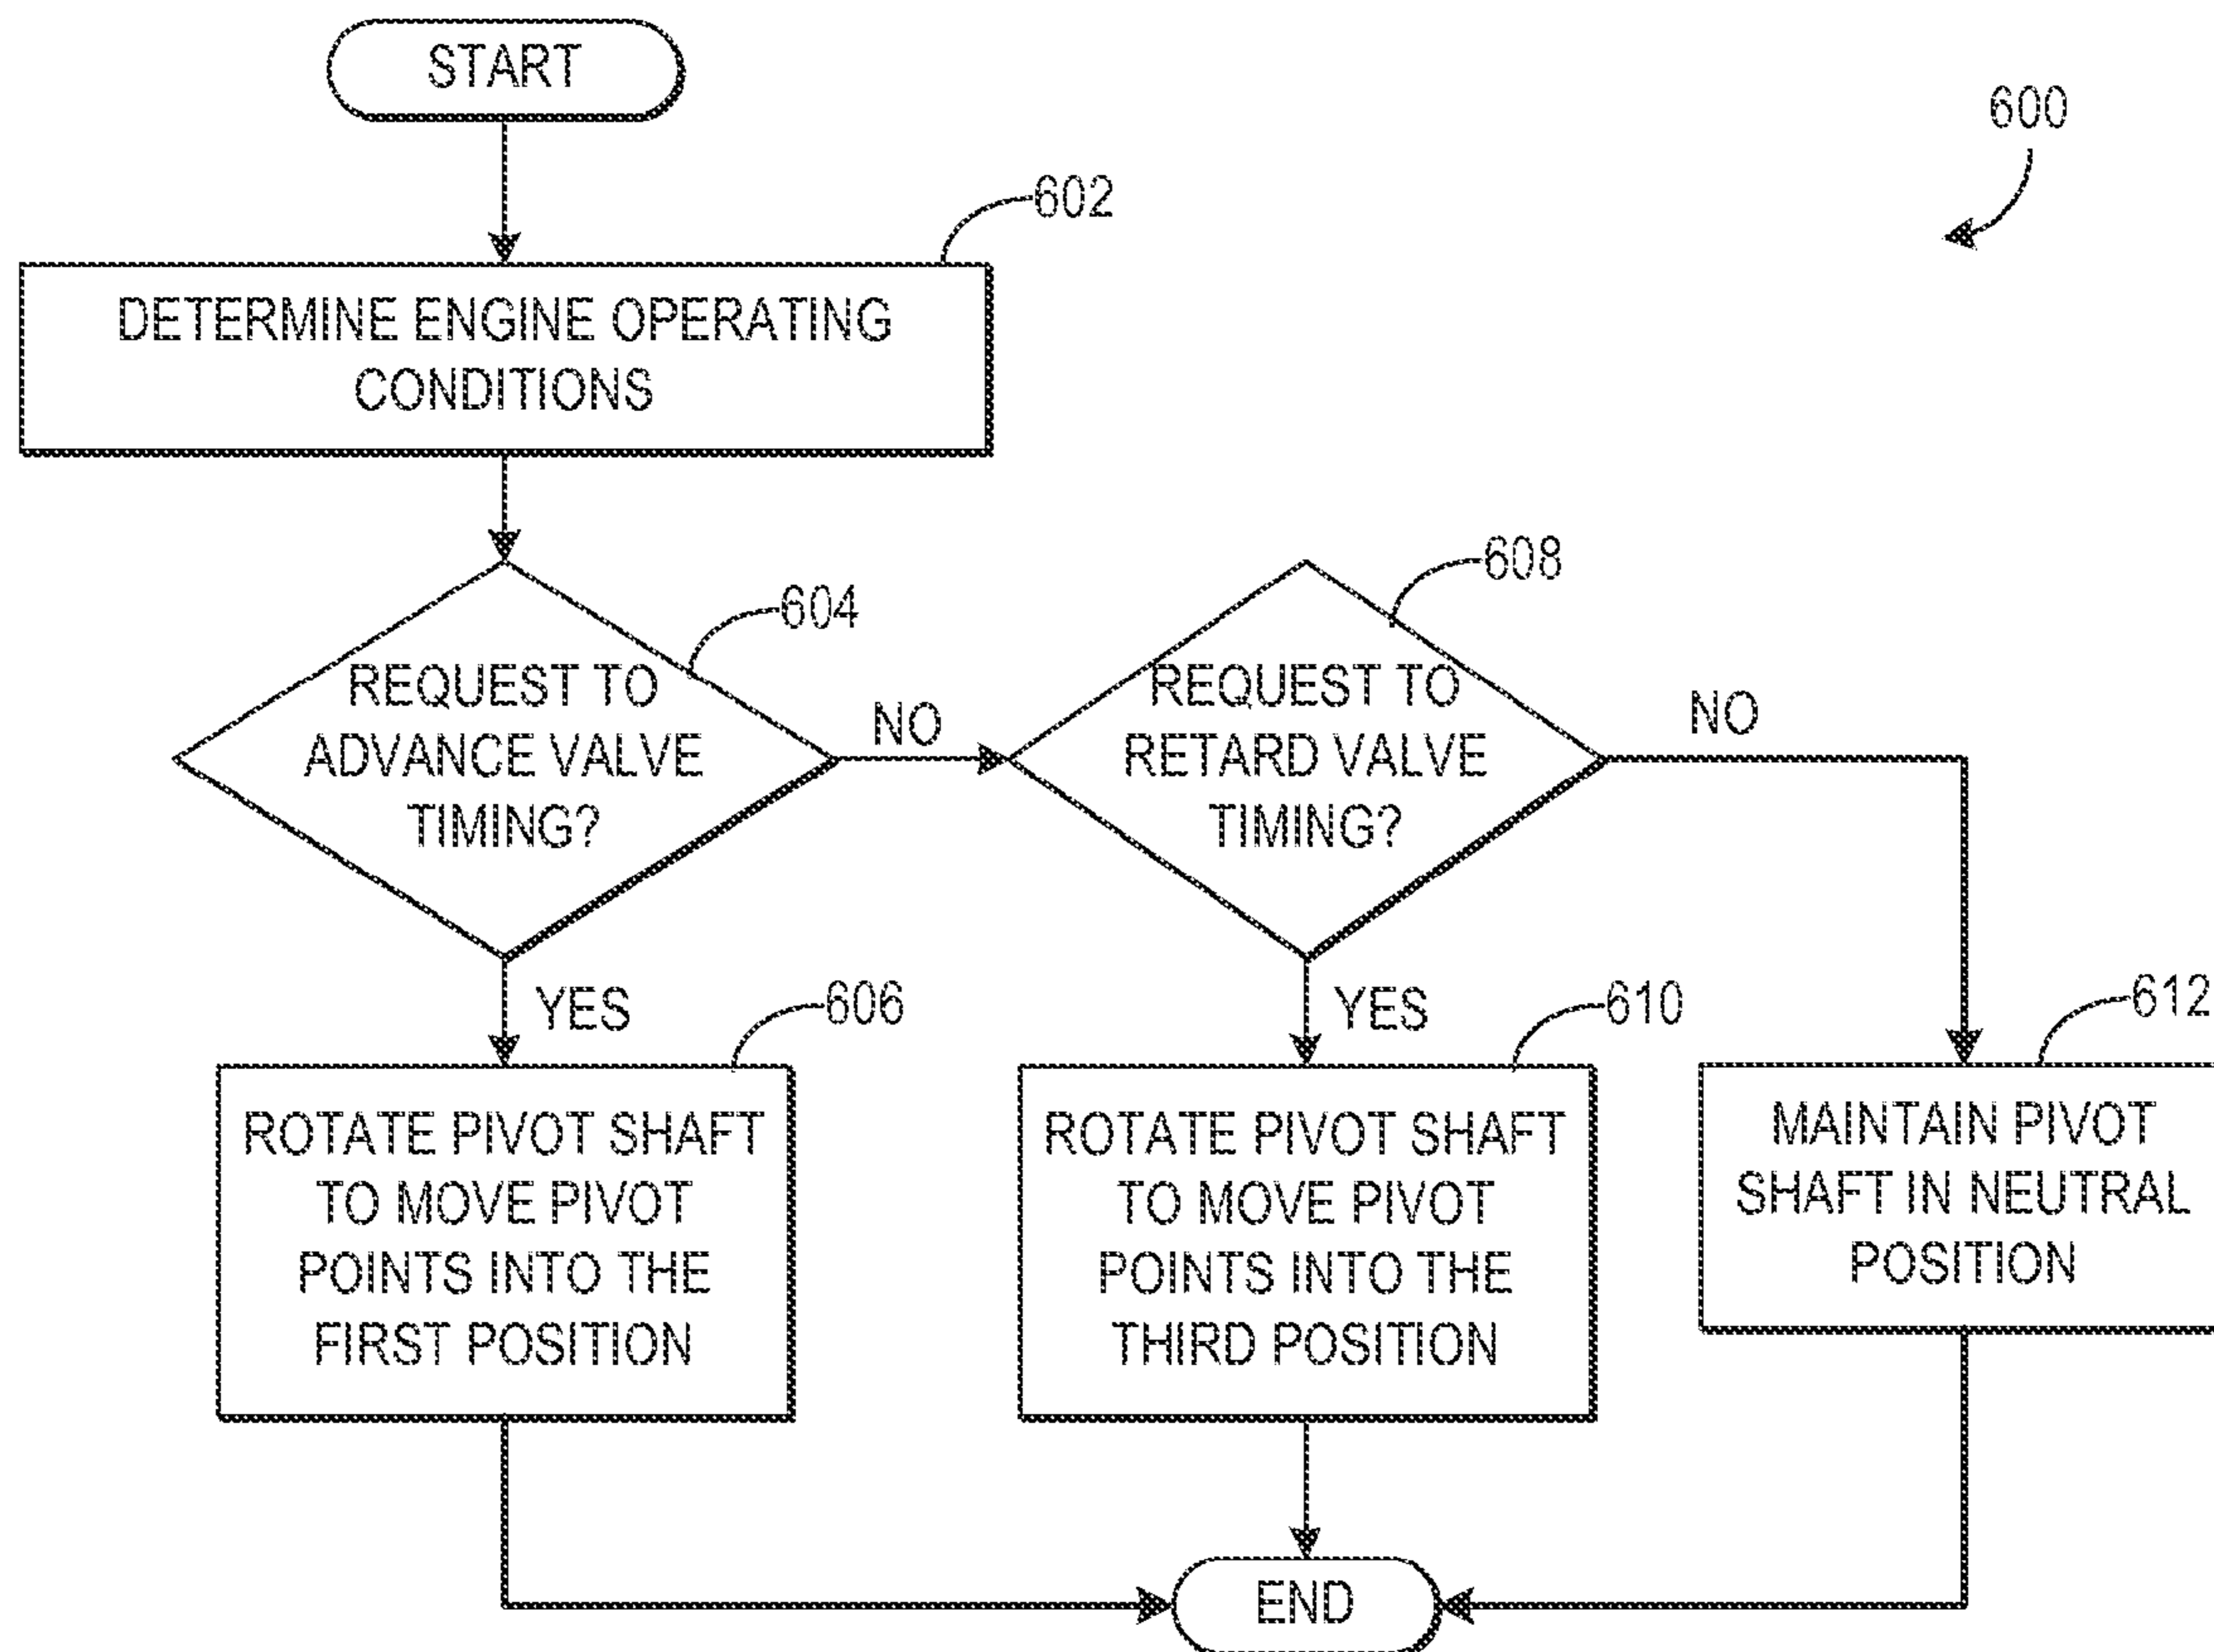 START
600
602
DETERMINE ENGINE OPERATING
CONDITIONS
604
REQUEST TO
ADVANCE VALVE
TIMING?
NO
608
REQUEST TO
RETARD VALVE
TIMING?
NO
YES
606
ROTATE PIVOT SHAFT
TO MOVE PIVOT
POINTS INTO THE
FIRST POSITION
YES
610
ROTATE PIVOT SHAFT
TO MOVE PIVOT
POINTS INTO THE
THIRD POSITION
612
MAINTAIN PIVOT
SHAFT IN NEUTRAL
POSITION
END